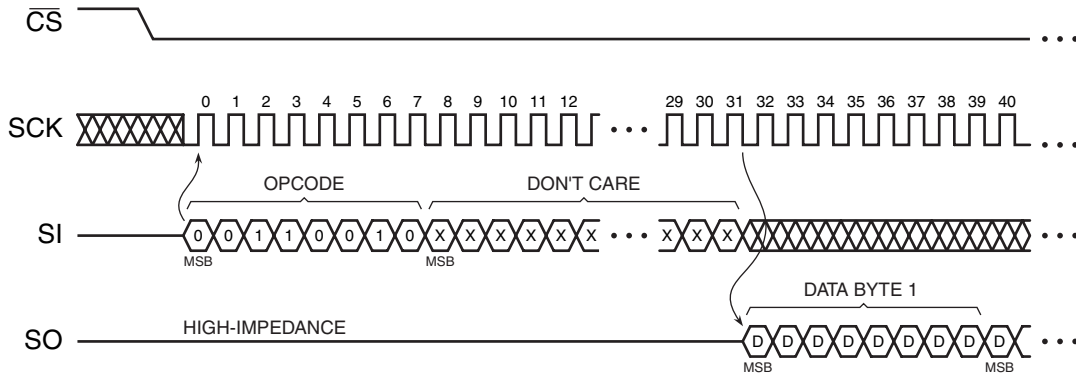 CS
0 1 2 3 4 5 6 7 8 9 10 11 12 29 30 31 32 33 34 35 36 37 38 39 40
SCK
OPCODE DON'T CARE
SI 0 0 1 1 0 0 1 0 X X X X X X X X X
MSB MSB
DATA BYTE 1
HIGH-IMPEDANCE
SO D D D D D D D D D
MSB MSB